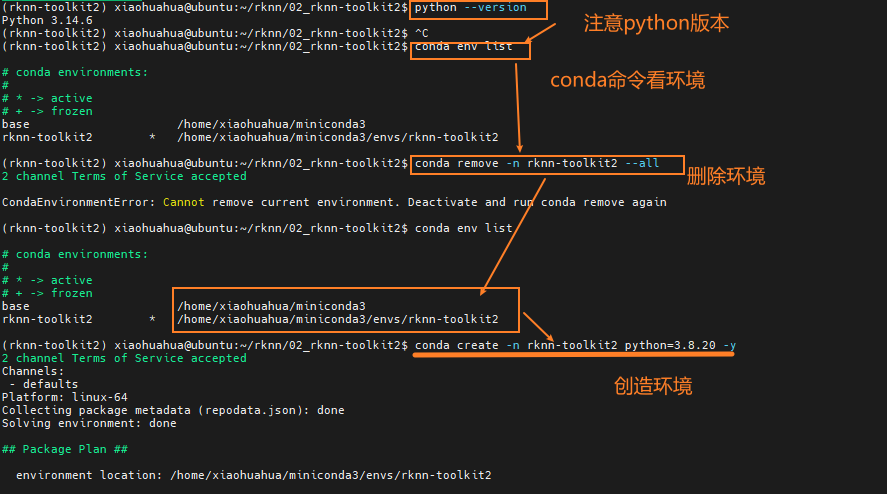 (rknn-toolkit2) xiaohuahua@ubuntu:~/rknn/02_rknn-toolkit2$ python --version
Python 3.14.6
注意python版本
(rknn-toolkit2) xiaohuahua@ubuntu:~/rknn/02_rknn-toolkit2$ ^C
(rknn-toolkit2) xiaohuahua@ubuntu:~/rknn/02_rknn-toolkit2$ conda env list
conda命令看环境
# conda environments:
#
# * -> active
# + -> frozen
base /home/xiaohuahua/miniconda3
rknn-toolkit2 * /home/xiaohuahua/miniconda3/envs/rknn-toolkit2
(rknn-toolkit2) xiaohuahua@ubuntu:~/rknn/02_rknn-toolkit2$ conda remove -n rknn-toolkit2 --all
删除环境
2 channel Terms of Service accepted
CondaEnvironmentError: Cannot remove current environment. Deactivate and run conda remove again
(rknn-toolkit2) xiaohuahua@ubuntu:~/rknn/02_rknn-toolkit2$ conda env list
# conda environments:
#
# * -> active
# + -> frozen
base /home/xiaohuahua/miniconda3
rknn-toolkit2 * /home/xiaohuahua/miniconda3/envs/rknn-toolkit2
(rknn-toolkit2) xiaohuahua@ubuntu:~/rknn/02_rknn-toolkit2$ conda create -n rknn-toolkit2 python=3.8.20 -y
2 channel Terms of Service accepted
创造环境
Channels:
- defaults
Platform: linux-64
Collecting package metadata (repodata.json): done
Solving environment: done
## Package Plan ##
environment location: /home/xiaohuahua/miniconda3/envs/rknn-toolkit2